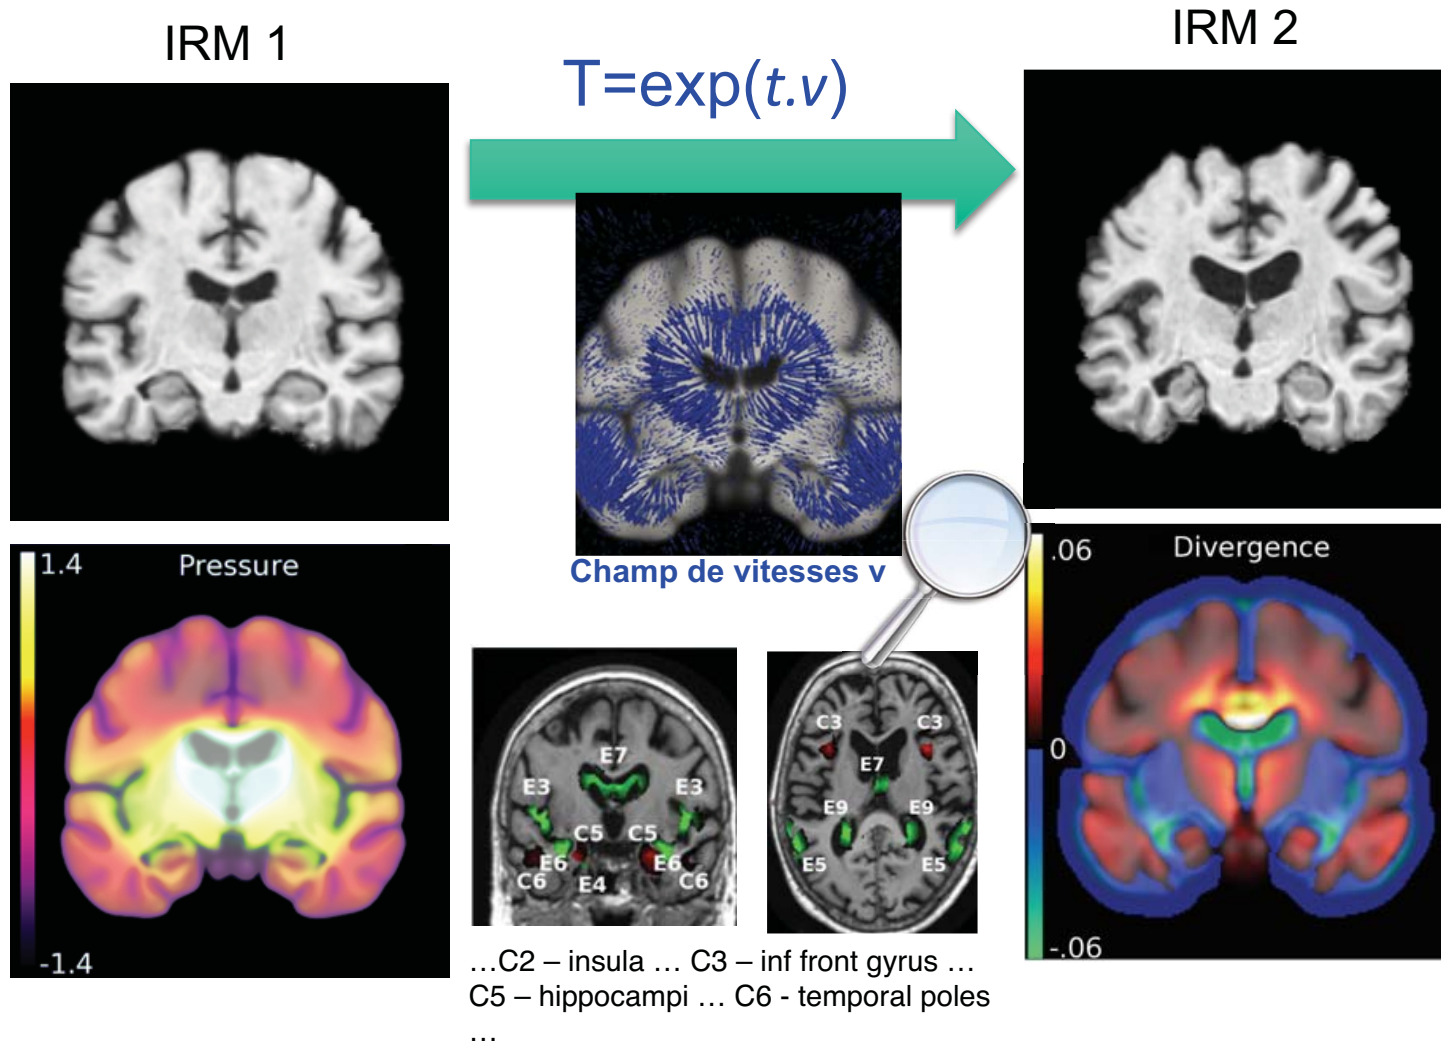 IRM 1
IRM 2
T=exp(t.v)
Champ de vitesses v
1.4
Pressure
-1.4
E7
E3
E3
C5
C5
E6
E6
C6
C6
E4
C3
C3
E7
E9
E9
E5
E5
.06
Divergence
0
-.06
…C2 – insula … C3 – inf front gyrus …
C5 – hippocampi … C6 - temporal poles
…